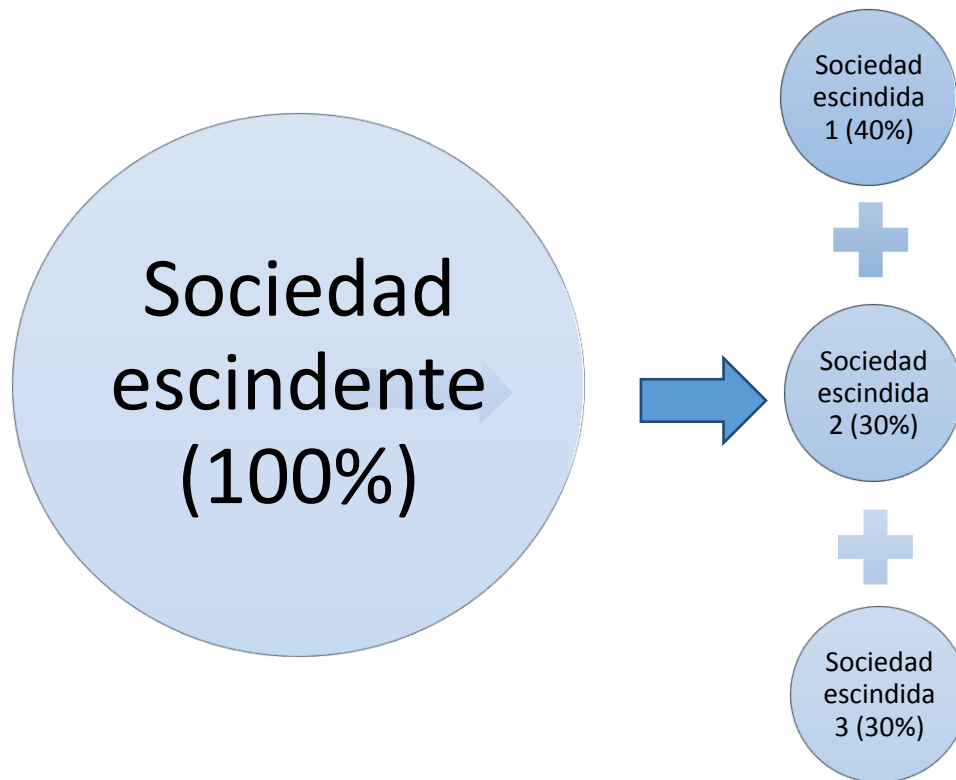 Sociedad
escindente
(100%)
Sociedad
escindida
1 (40%)
Sociedad
escindida
2 (30%)
Sociedad
escindida
3 (30%)